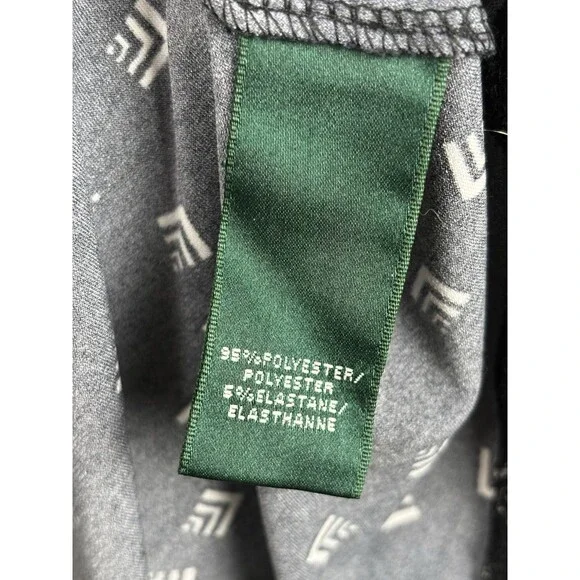 95%POLYESTER/
POLYESTER
5%ELASTANE/
ELASTHANNE